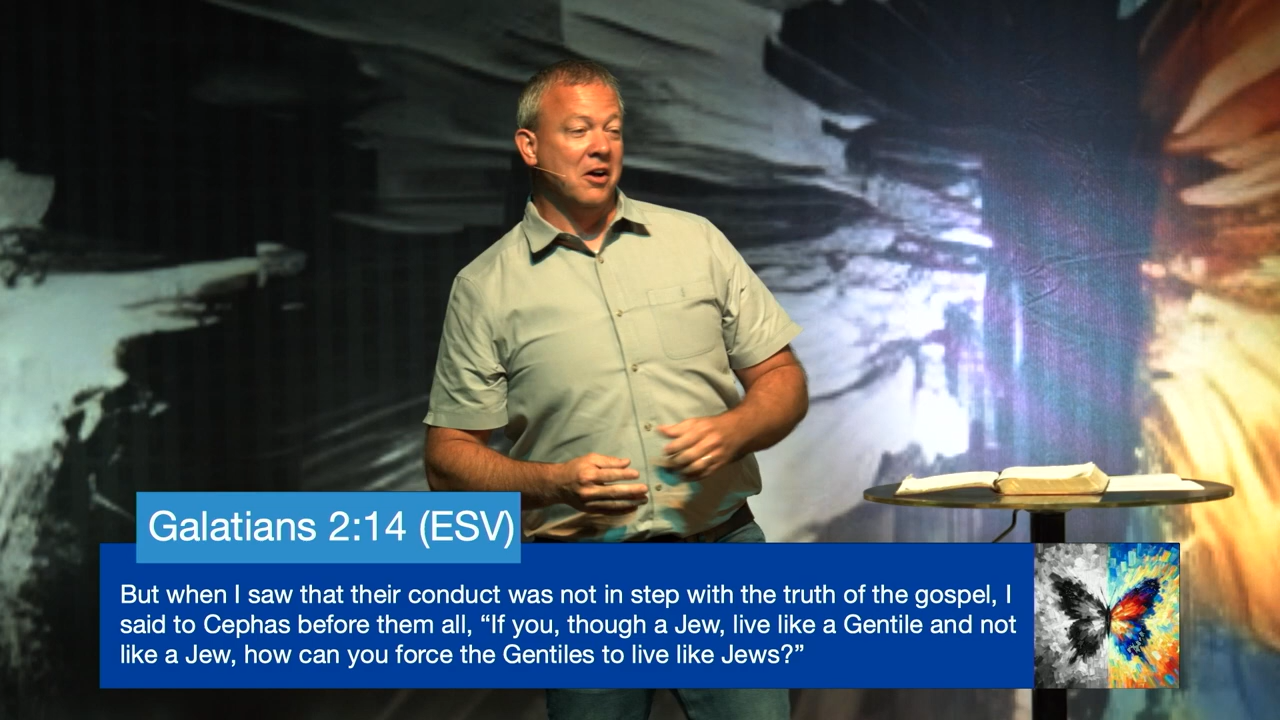 Galatians 2:14 (ESV)
But when I saw that their conduct was not in step with the truth of the gospel, I
said to Cephas before them all, “If you, though a Jew, live like a Gentile and not
like a Jew, how can you force the Gentiles to live like Jews?”